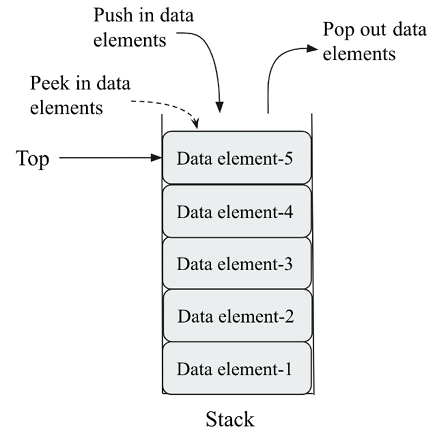 Push in data
elements
Pop out data
elements
Peek in data
elements
Top
Data element-5
Data element-4
Data element-3
Data element-2
Data element-1
Stack